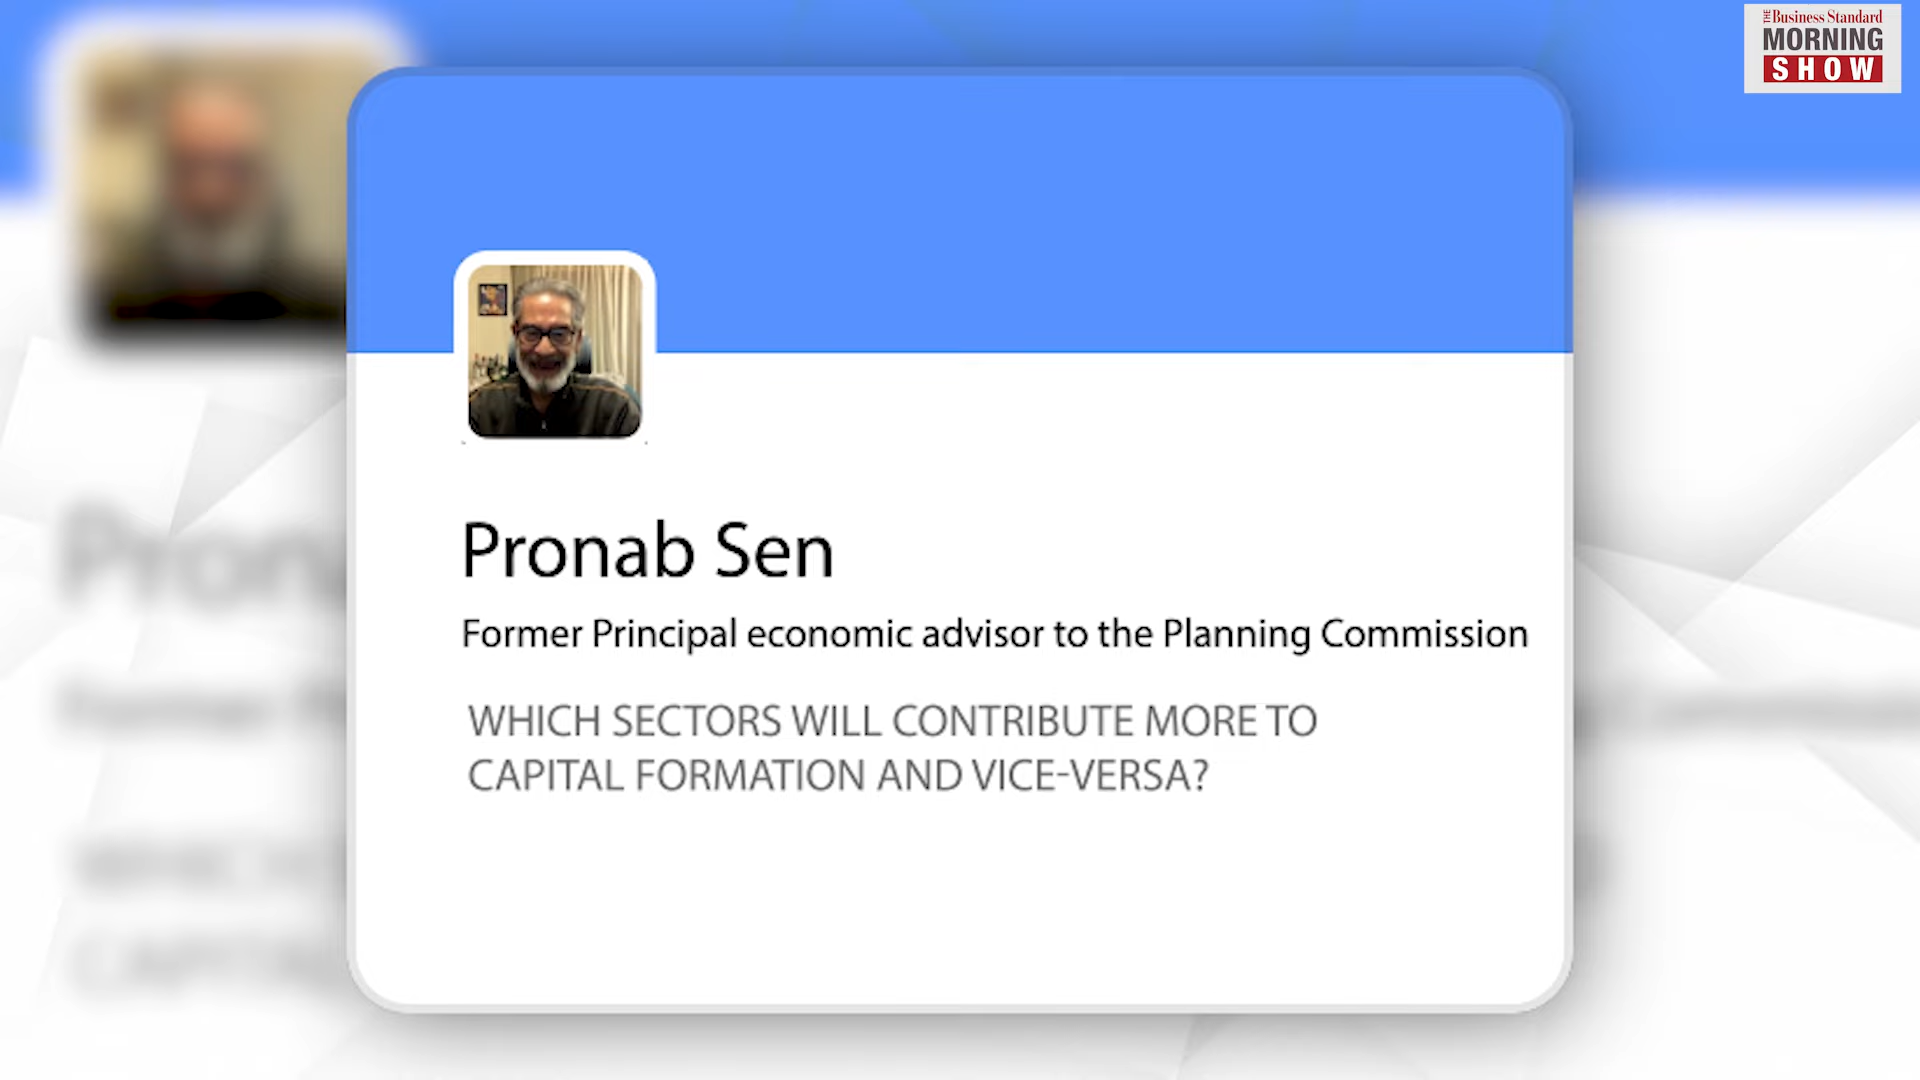 THE Business Standard
MORNING
SHOW
Pronab Sen
Former Principal economic advisor to the Planning Commission
WHICH SECTORS WILL CONTRIBUTE MORE TO
CAPITAL FORMATION AND VICE-VERSA?